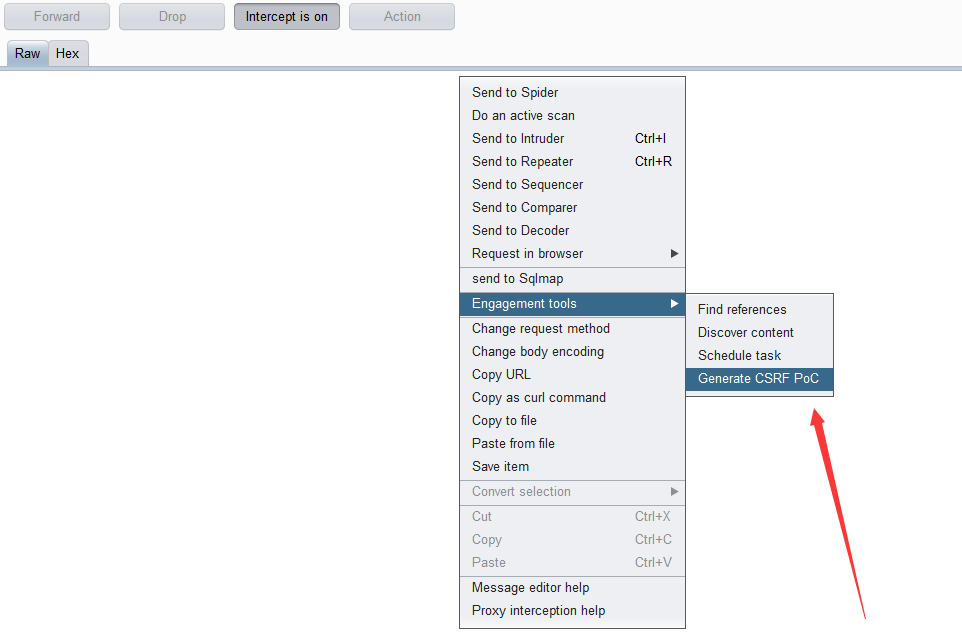 Forward Drop Intercept is on Action
Raw Hex
Send to Spider
Do an active scan
Send to Intruder Ctrl+I
Send to Repeater Ctrl+R
Send to Sequencer
Send to Comparer
Send to Decoder
Request in browser
send to Sqlmap
Engagement tools
Find references
Discover content
Schedule task
Generate CSRF PoC
Change request method
Change body encoding
Copy URL
Copy as curl command
Copy to file
Paste from file
Save item
Convert selection
Cut Ctrl+X
Copy Ctrl+C
Paste Ctrl+V
Message editor help
Proxy interception help